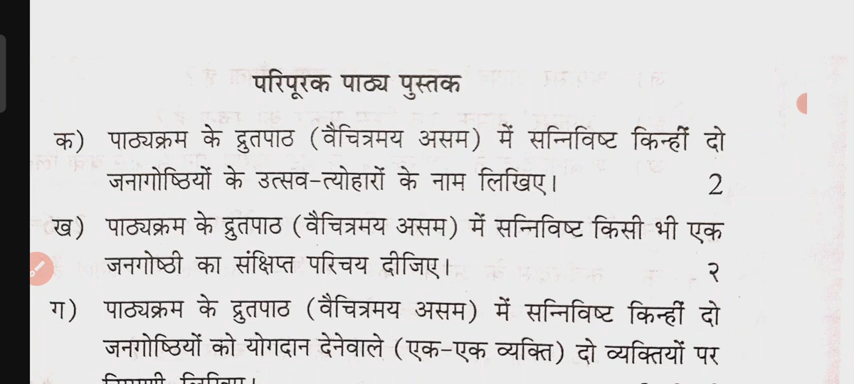 परिपूरक पाठ्य पुस्तक
क) पाठ्यक्रम के द्रुतपाठ (वैचित्रमय असम) में सन्निविष्ट किन्हीं दो
जनागोष्ठियों के उत्सव-त्योहारों के नाम लिखिए। 2
ख) पाठ्यक्रम के द्रुतपाठ (वैचित्रमय असम) में सन्निविष्ट किसी भी एक
जनगोष्ठी का संक्षिप्त परिचय दीजिए। २
ग) पाठ्यक्रम के द्रुतपाठ (वैचित्रमय असम) में सन्निविष्ट किन्हीं दो
जनगोष्ठियों को योगदान देनेवाले (एक-एक व्यक्ति) दो व्यक्तियों पर